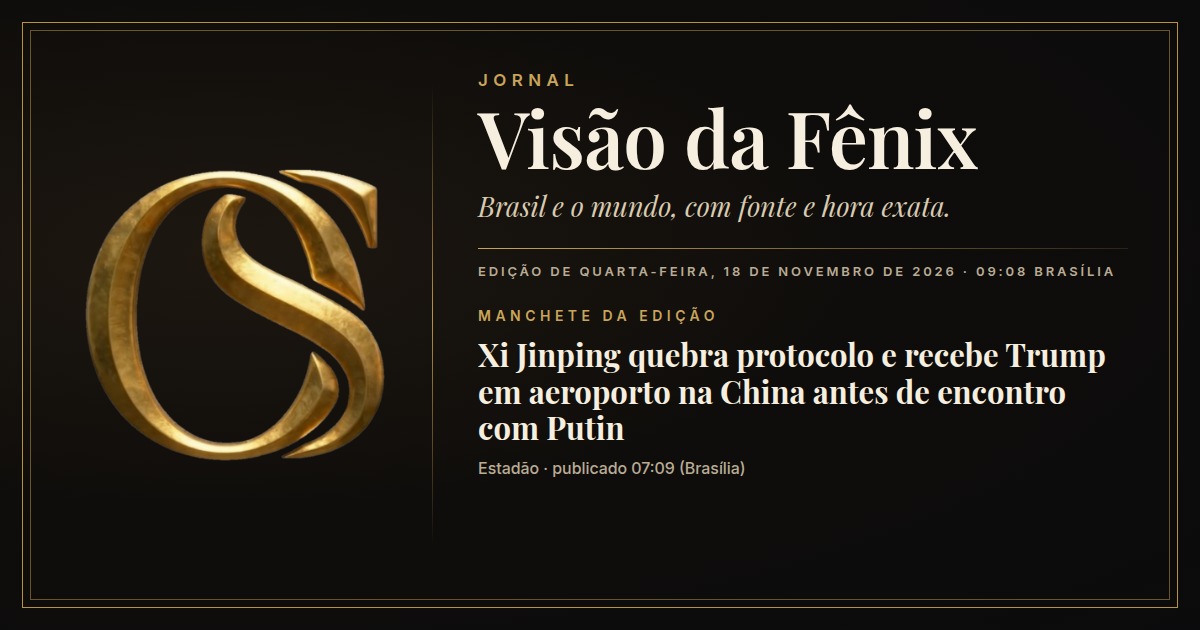 JORNAL
Visão da Fênix
Brasil e o mundo, com fonte e hora exata.
EDIÇÃO DE QUARTA-FEIRA, 18 DE NOVEMBRO DE 2026 · 09:08 BRASÍLIA
MANCHETE DA EDIÇÃO
Xi Jinping quebra protocolo e recebe Trump
em aeroporto na China antes de encontro
com Putin
Estadão · publicado 07:09 (Brasília)
OS